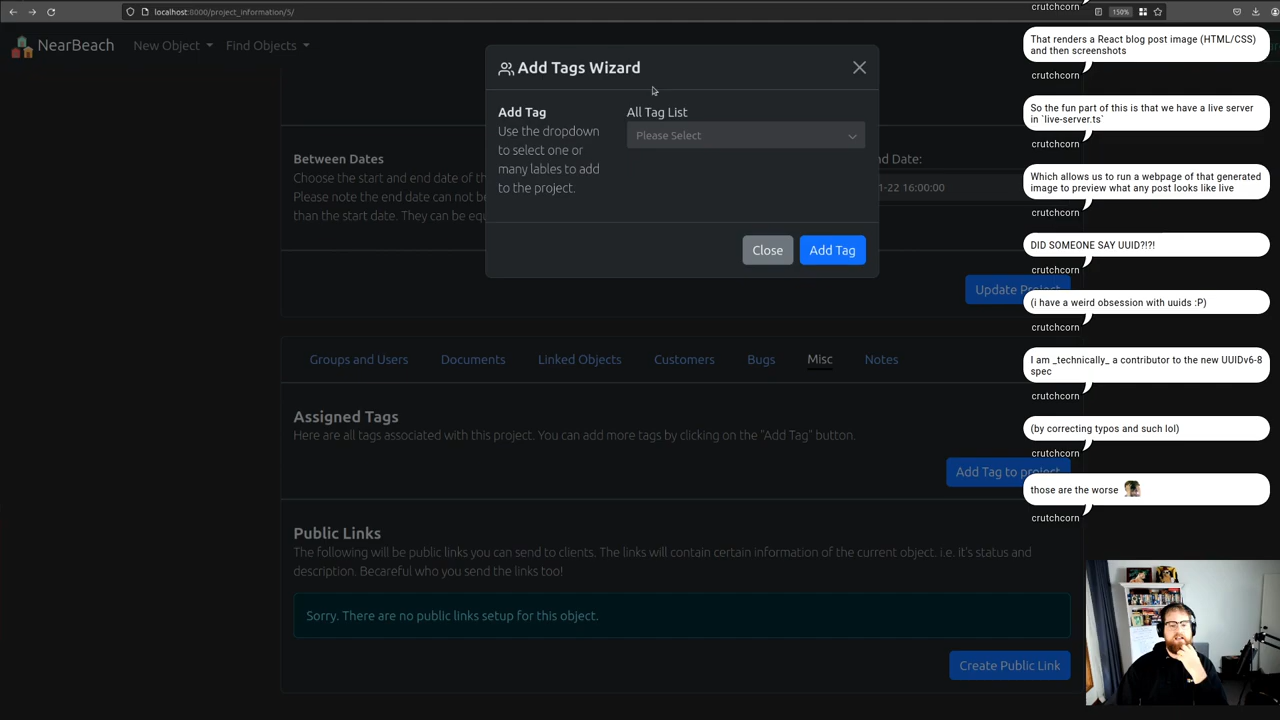 localhost:8000/project_information/5/
150%
NearBeach
New Object
Find Objects
Add Tags Wizard
Add Tag
Use the dropdown
to select one or
many lables to add
to the project.
All Tag List
Please Select
Close
Add Tag
Between Dates
Choose the start and end date of the
Please note the end date can not be
than the start date. They can be equ
nd Date:
1-22 16:00:00
Update Project
Groups and Users
Documents
Linked Objects
Customers
Bugs
Misc
Notes
Assigned Tags
Here are all tags associated with this project. You can add more tags by clicking on the "Add Tag" button.
Add Tag to project
Public Links
The following will be public links you can send to clients. The links will contain certain information of the current object. i.e. it's status and
description. Becareful who you send the links too!
Sorry. There are no public links setup for this object.
Create Public Link
crutchcorn
That renders a React blog post image (HTML/CSS)
and then screenshots
crutchcorn
So the fun part of this is that we have a live server
in `live-server.ts`
crutchcorn
Which allows us to run a webpage of that generated
image to preview what any post looks like live
crutchcorn
DID SOMEONE SAY UUID?!?!
crutchcorn
(i have a weird obsession with uuids :P)
crutchcorn
I am _technically_ a contributor to the new UUIDv6-8
spec
crutchcorn
(by correcting typos and such lol)
crutchcorn
those are the worse
crutchcorn